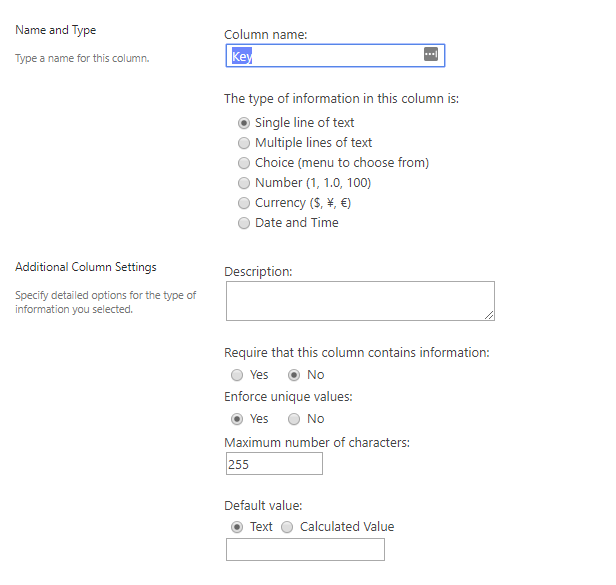 Name and Type
Type a name for this column.
Column name:
Key
The type of information in this column is:
Single line of text
Multiple lines of text
Choice (menu to choose from)
Number (1, 1.0, 100)
Currency ($, ¥, €)
Date and Time
Additional Column Settings
Specify detailed options for the type of
information you selected.
Description:
Require that this column contains information:
Yes No
Enforce unique values:
Yes No
Maximum number of characters:
255
Default value:
Text Calculated Value